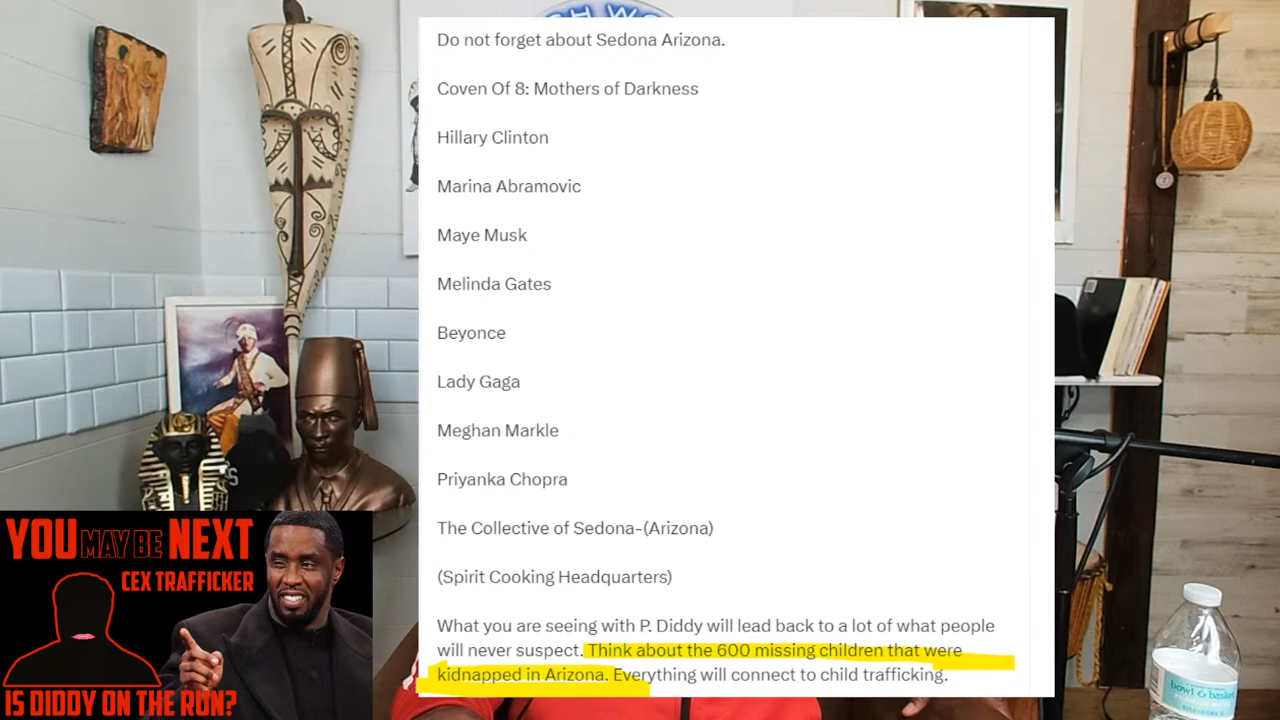 Do not forget about Sedona Arizona.
Coven Of 8: Mothers of Darkness
Hillary Clinton
Marina Abramovic
Maye Musk
Melinda Gates
Beyonce
Lady Gaga
Meghan Markle
Priyanka Chopra
The Collective of Sedona-(Arizona)
(Spirit Cooking Headquarters)
What you are seeing with P. Diddy will lead back to a lot of what people
will never suspect. Think about the 600 missing children that were
kidnapped in Arizona. Everything will connect to child trafficking.
YOU MAY BE NEXT
CEX TRAFFICKER
IS DIDDY ON THE RUN?
bowl & basket